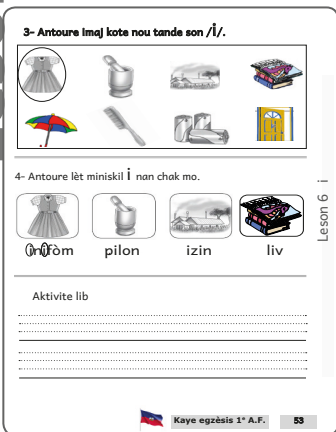 3- Antoure imaj kote nou tande son /i/.
4- Antoure lèt miniskil i nan chak mo.
inifòm pilon izin liv
Aktivite lib
Leson 6 i
Kaye egzèsis 1e A.F. 53